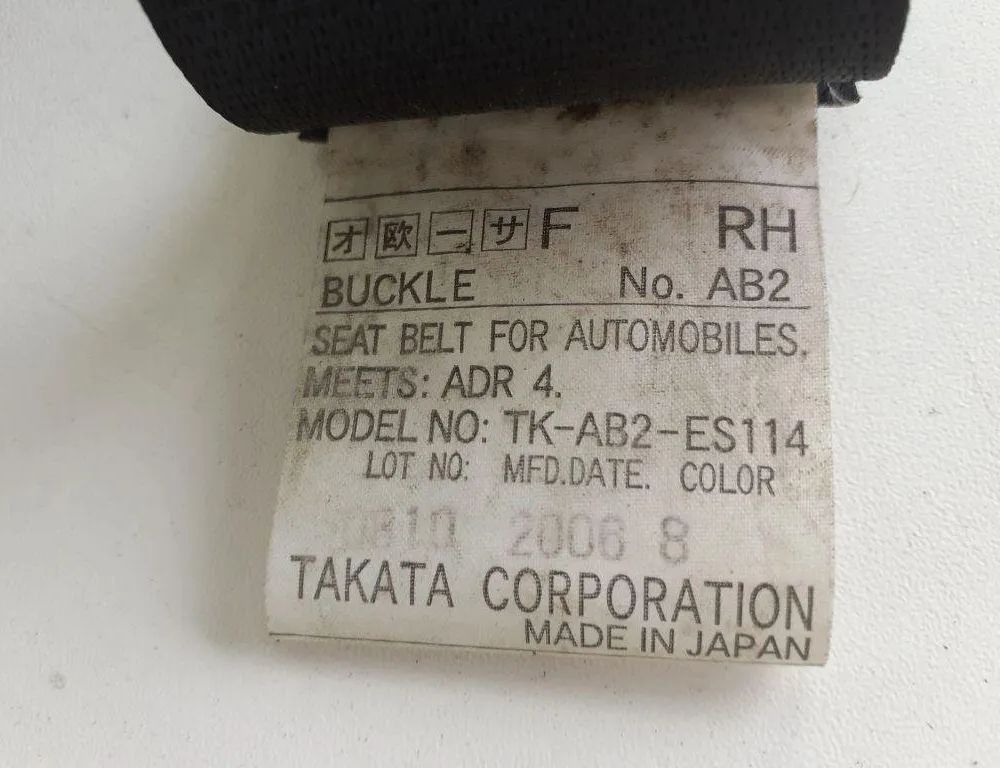 オ 欧 一 サ F RH
BUCKLE No. AB2
SEAT BELT FOR AUTOMOBILES.
MEETS: ADR 4.
MODEL NO: TK-AB2-ES114
LOT NO: MFD.DATE. COLOR
2006 8
TAKATA CORPORATION
MADE IN JAPAN